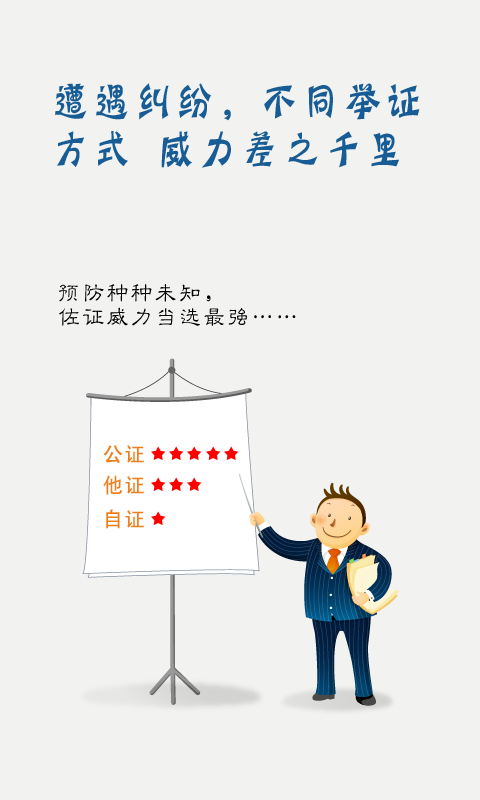 遭遇纠纷，不同举证
方式 威力差之千里
预防种种未知，
佐证威力当选最强……
公证★★★★★
他证★★★
自证★